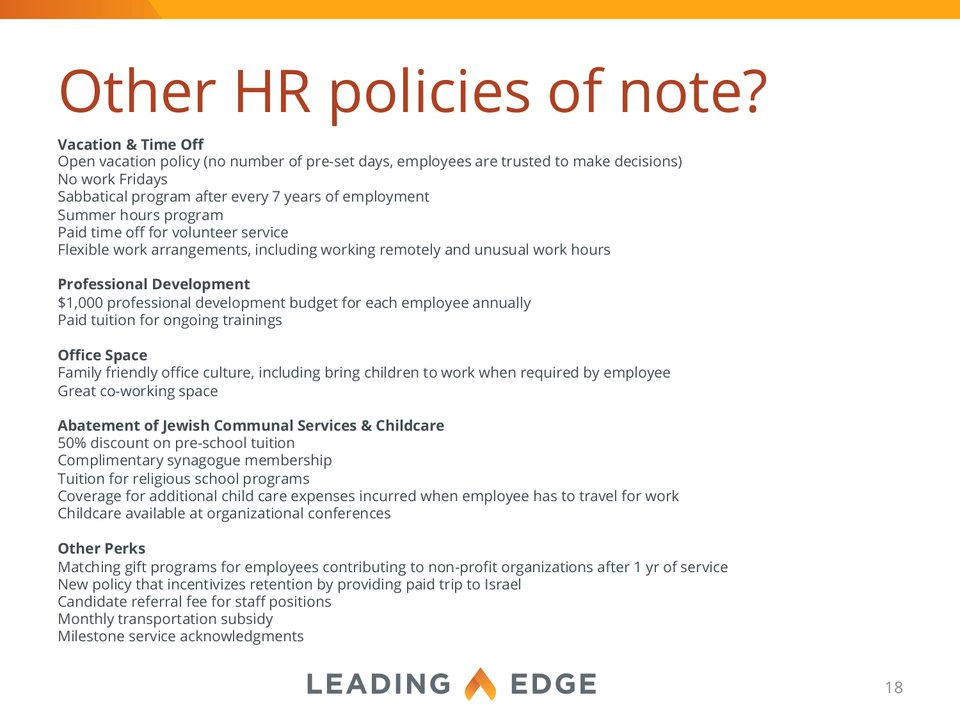 Other HR policies of note?
Vacation & Time Off
Open vacation policy (no number of pre-set days, employees are trusted to make decisions)
No work Fridays
Sabbatical program after every 7 years of employment
Summer hours program
Paid time off for volunteer service
Flexible work arrangements, including working remotely and unusual work hours
Professional Development
$1,000 professional development budget for each employee annually
Paid tuition for ongoing trainings
Office Space
Family friendly office culture, including bring children to work when required by employee
Great co-working space
Abatement of Jewish Communal Services & Childcare
50% discount on pre-school tuition
Complimentary synagogue membership
Tuition for religious school programs
Coverage for additional child care expenses incurred when employee has to travel for work
Childcare available at organizational conferences
Other Perks
Matching gift programs for employees contributing to non-profit organizations after 1 yr of service
New policy that incentivizes retention by providing paid trip to Israel
Candidate referral fee for staff positions
Monthly transportation subsidy
Milestone service acknowledgments
LEADING EDGE
18